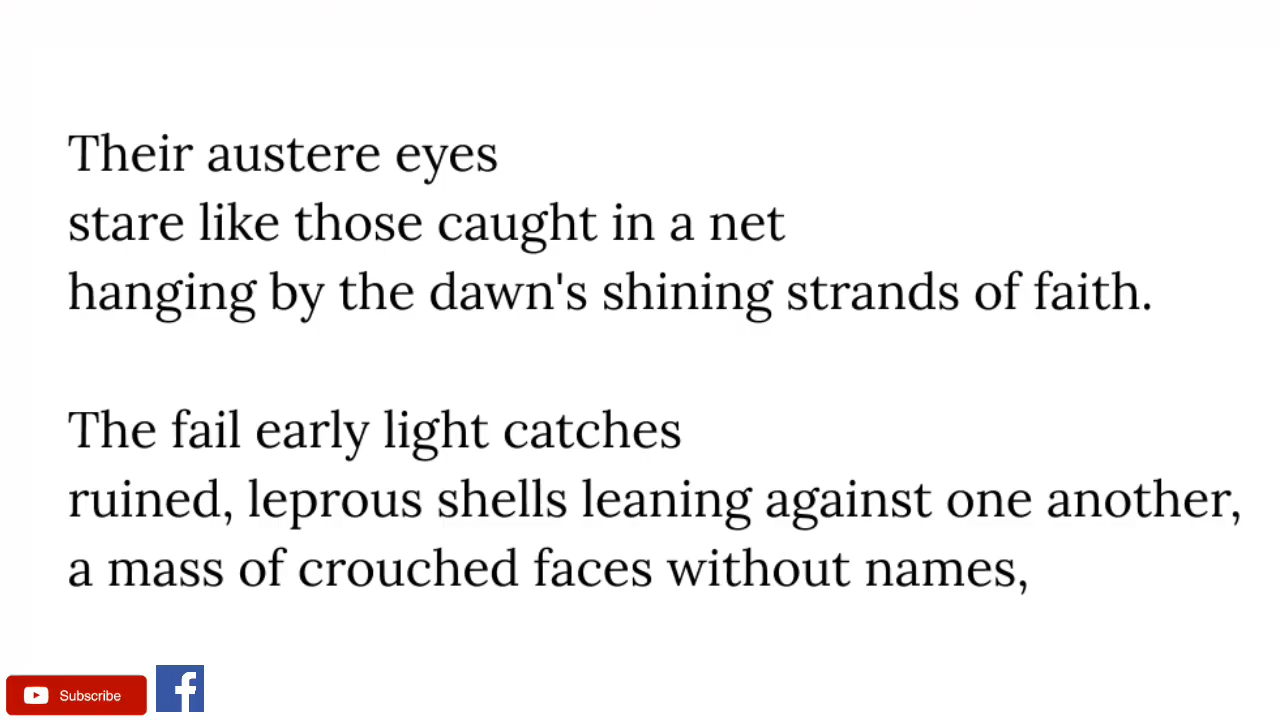 Their austere eyes
stare like those caught in a net
hanging by the dawn's shining strands of faith.
The fail early light catches
ruined, leprous shells leaning against one another,
a mass of crouched faces without names,
Subscribe